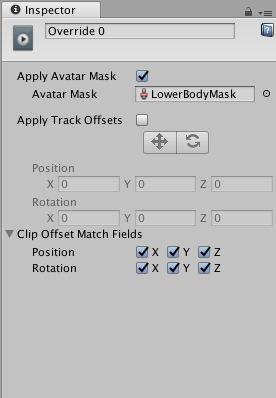 Inspector
Override 0
Apply Avatar Mask
Avatar Mask LowerBodyMask
Apply Track Offsets
Position
X 0 Y 0 Z 0
Rotation
X 0 Y 0 Z 0
Clip Offset Match Fields
Position X Y Z
Rotation X Y Z